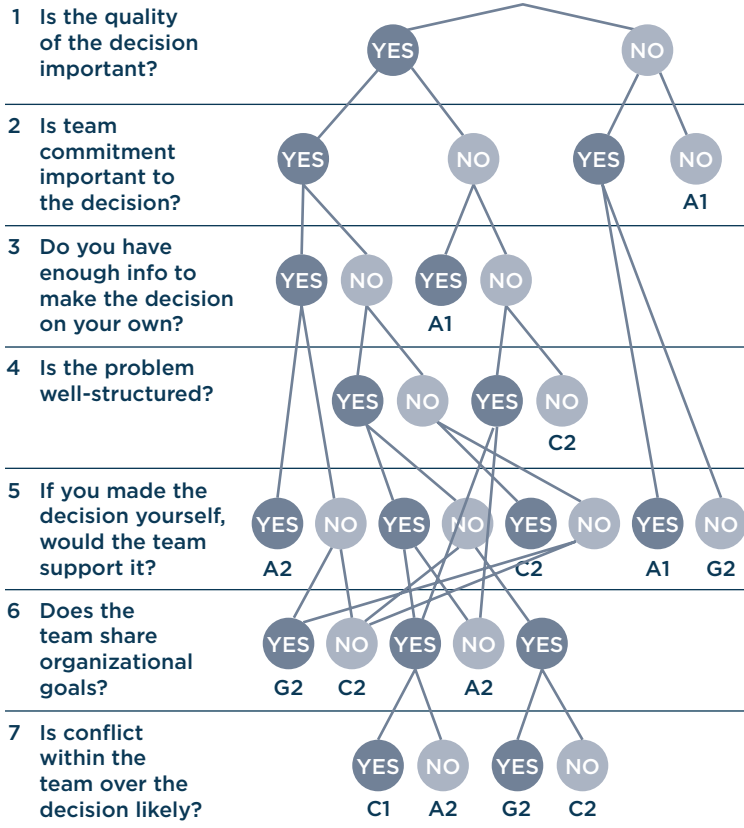 1 Is the quality
of the decision
important?
YES NO
2 Is team
commitment
important to
the decision?
YES NO YES NO
A1
3 Do you have
enough info to
make the decision
on your own?
YES NO YES NO
A1
4 Is the problem
well-structured?
YES NO YES NO
C2
5 If you made the
decision yourself,
would the team
support it?
YES NO YES NO YES NO YES NO
A2 C2 A1 G2
6 Does the
team share
organizational
goals?
YES NO YES NO YES
G2 C2 A2
7 Is conflict
within the
team over the
decision likely?
YES NO YES NO
C1 A2 G2 C2